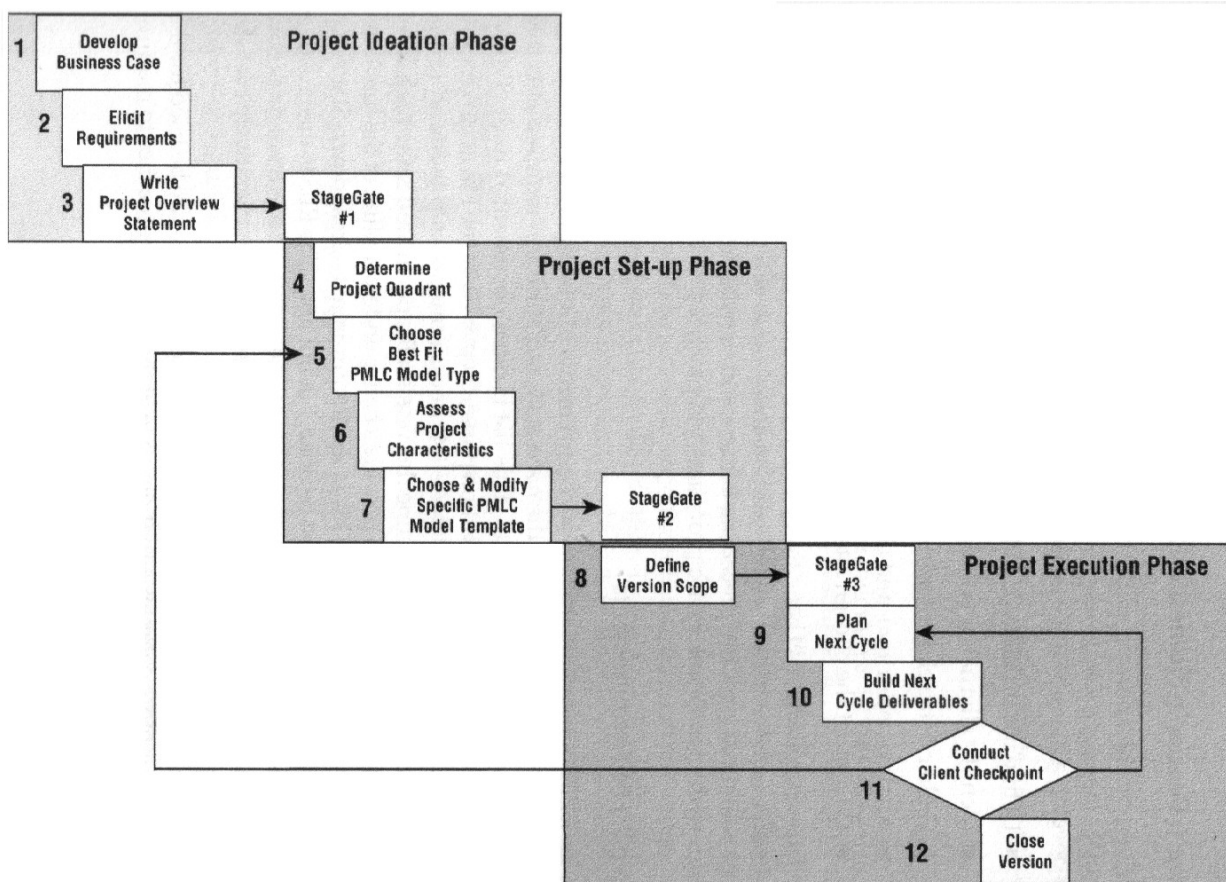 Project Ideation Phase
1
Develop
Business Case
2
Elicit
Requirements
3
Write
Project Overview
Statement
StageGate
#1
Project Set-up Phase
4
Determine
Project Quadrant
5
Choose
Best Fit
PMLC Model Type
6
Assess
Project
Characteristics
7
Choose & Modify
Specific PMLC
Model Template
StageGate
#2
Project Execution Phase
8
Define
Version Scope
StageGate
#3
9
Plan
Next Cycle
10
Build Next
Cycle Deliverables
11
Conduct
Client Checkpoint
12
Close
Version